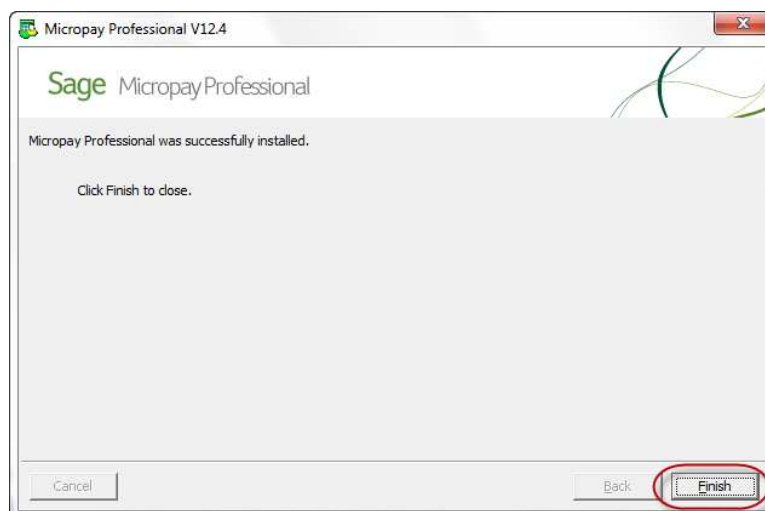 Micropay Professional V12.4
Sage Micropay Professional
Micropay Professional was successfully installed.
Click Finish to close.
Cancel Back Finish